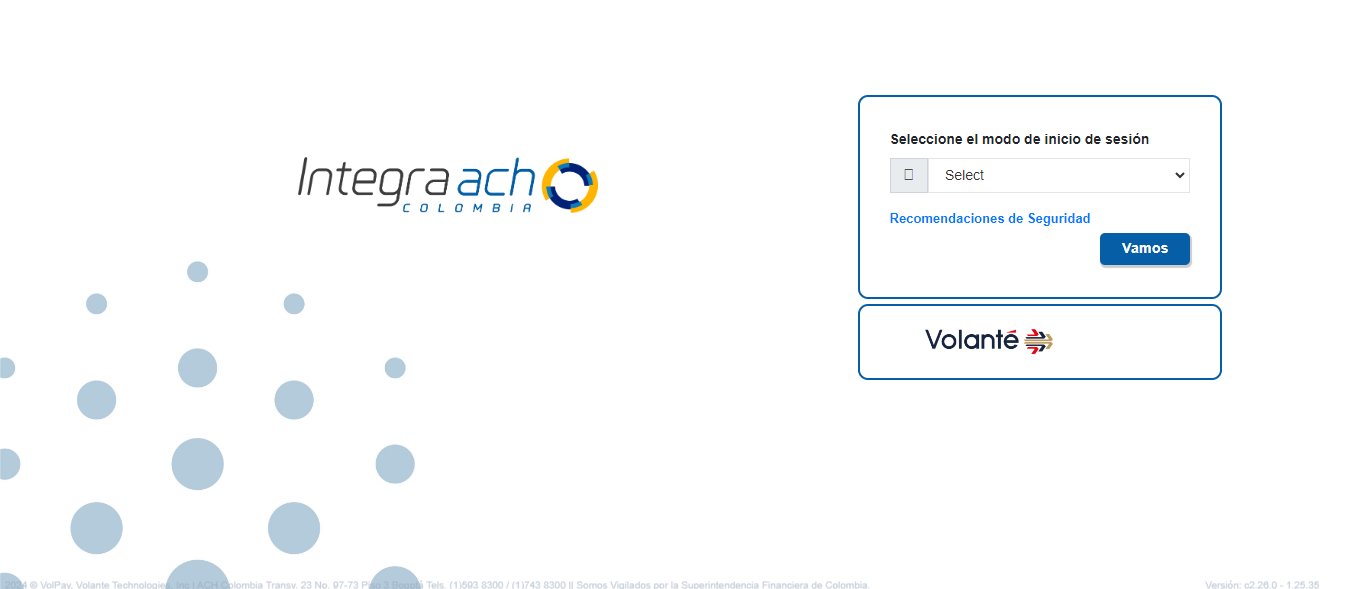 Seleccione el modo de inicio de sesión
Integra ach
COLOMBIA
Select
Recomendaciones de Seguridad
Vamos
Volanté
2024 © VolPay, Volante Technologies, Inc / ACH Colombia Transv. 23 No. 97-73 Piso 3 Bogotá Tels. (1)593 8300 / (1)743 8300 || Somos Vigilados por la Superintendencia Financiera de Colombia.
Versión: c2.26.0 - 1.25.35